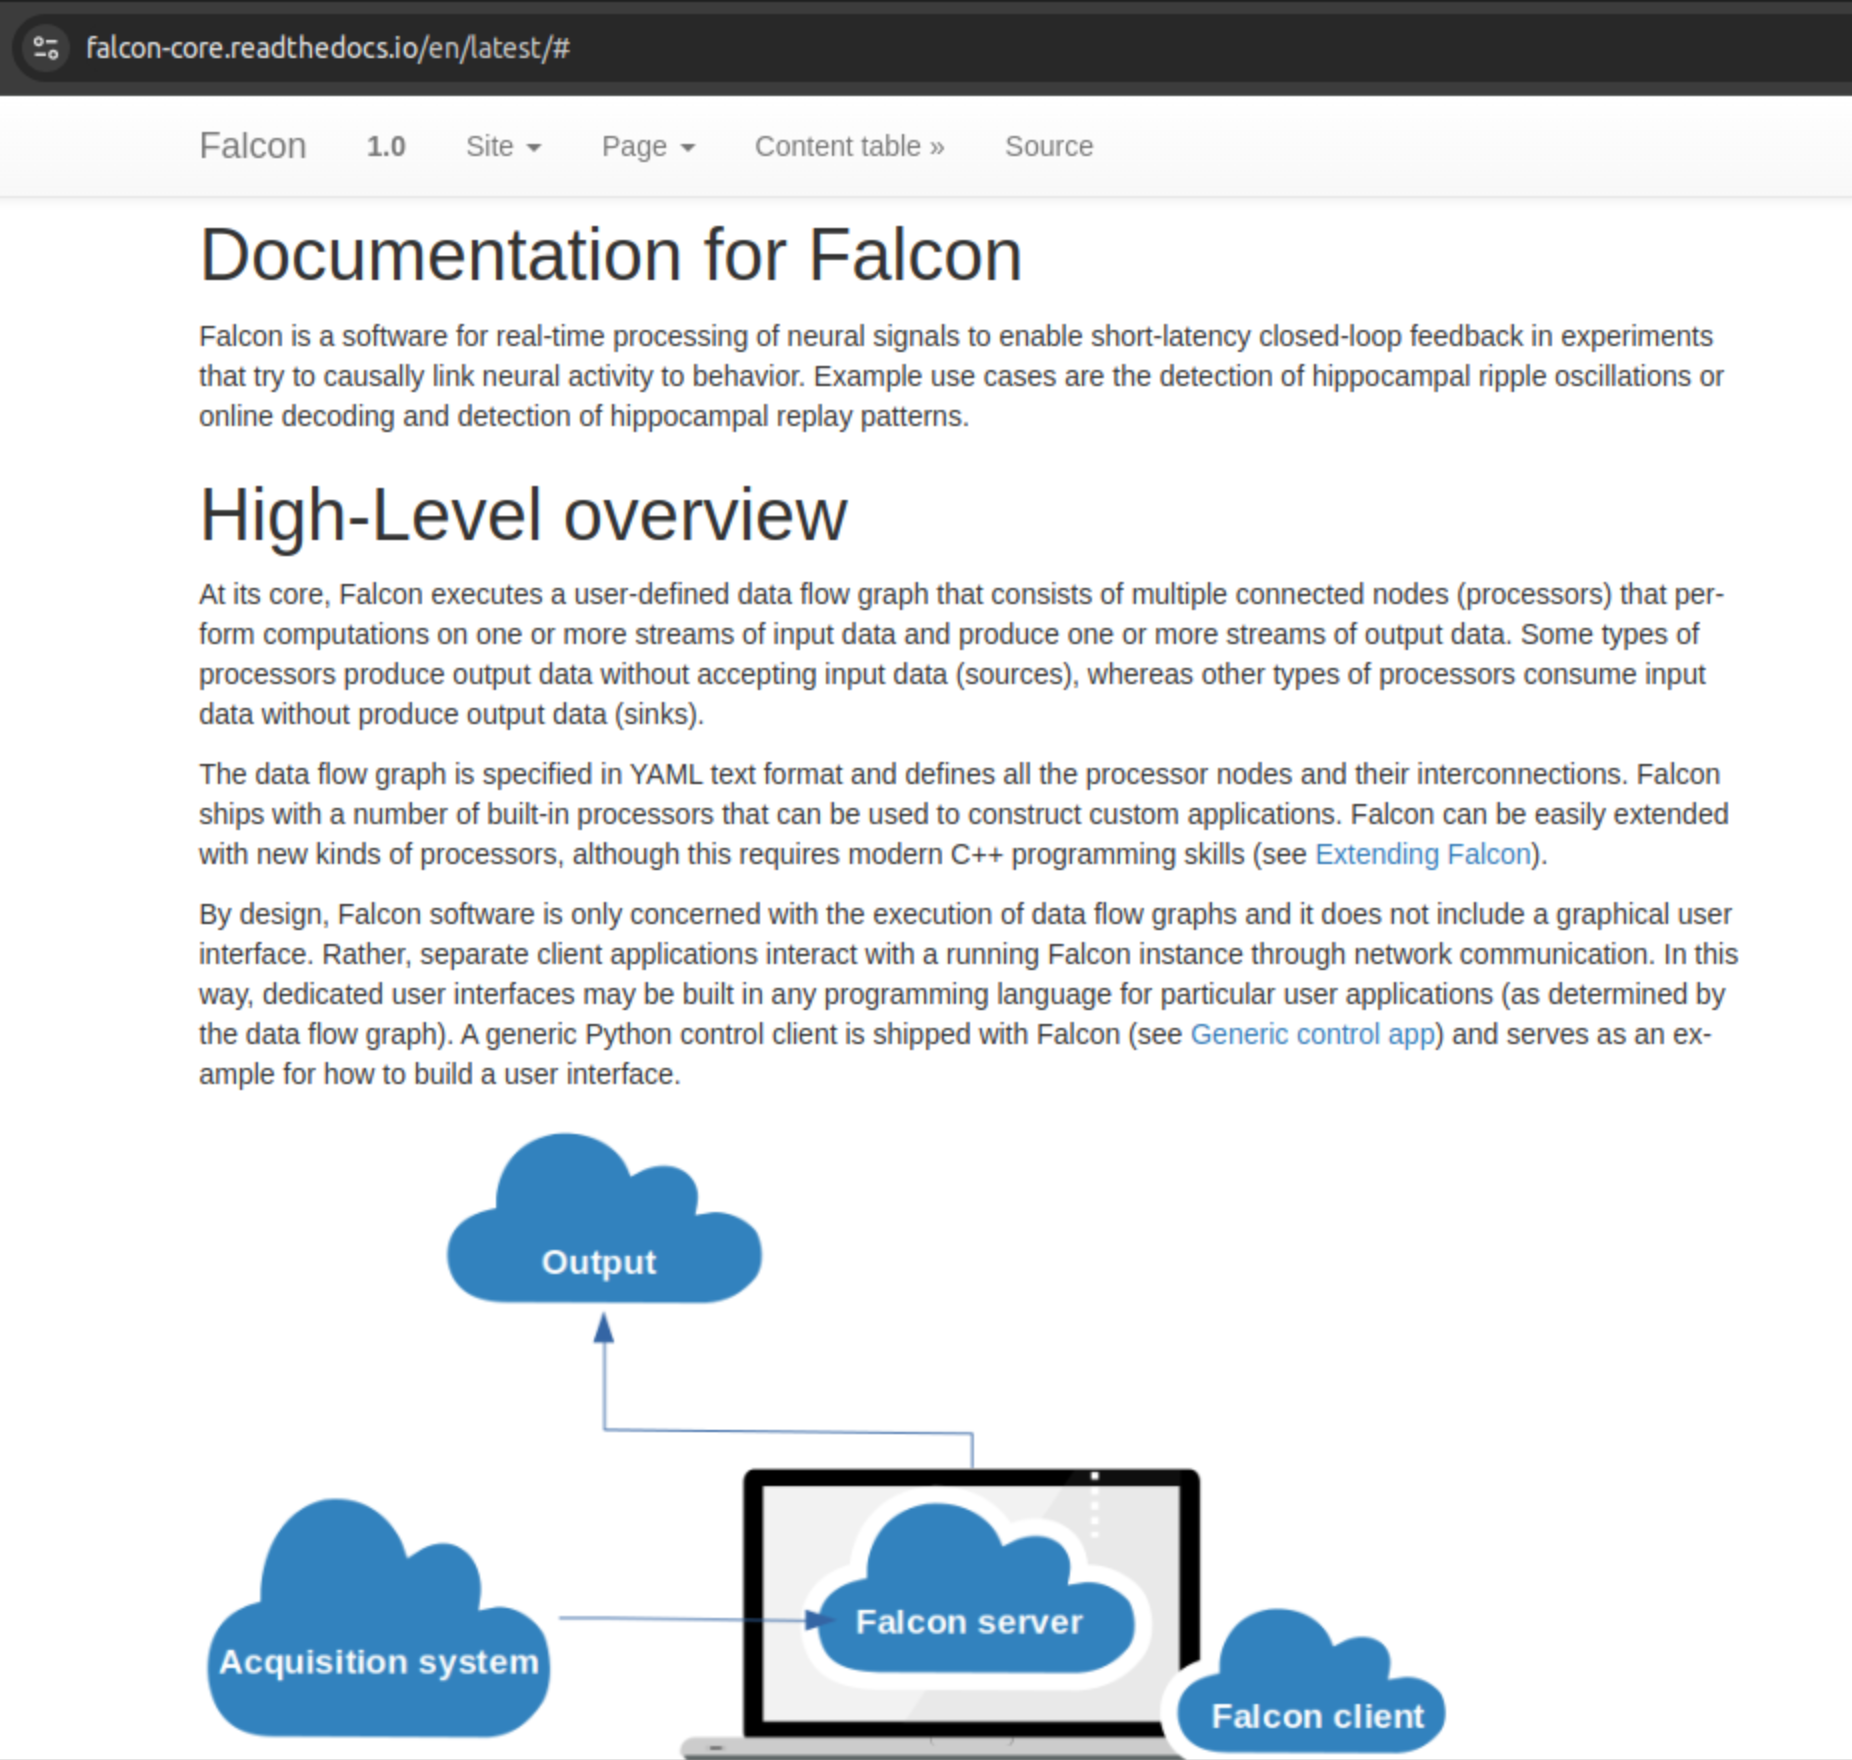 falcon-core.readthedocs.io/en/latest/#
Falcon 1.0 Site Page Content table » Source
Documentation for Falcon
Falcon is a software for real-time processing of neural signals to enable short-latency closed-loop feedback in experiments
that try to causally link neural activity to behavior. Example use cases are the detection of hippocampal ripple oscillations or
online decoding and detection of hippocampal replay patterns.
High-Level overview
At its core, Falcon executes a user-defined data flow graph that consists of multiple connected nodes (processors) that per-
form computations on one or more streams of input data and produce one or more streams of output data. Some types of
processors produce output data without accepting input data (sources), whereas other types of processors consume input
data without produce output data (sinks).
The data flow graph is specified in YAML text format and defines all the processor nodes and their interconnections. Falcon
ships with a number of built-in processors that can be used to construct custom applications. Falcon can be easily extended
with new kinds of processors, although this requires modern C++ programming skills (see Extending Falcon).
By design, Falcon software is only concerned with the execution of data flow graphs and it does not include a graphical user
interface. Rather, separate client applications interact with a running Falcon instance through network communication. In this
way, dedicated user interfaces may be built in any programming language for particular user applications (as determined by
the data flow graph). A generic Python control client is shipped with Falcon (see Generic control app) and serves as an ex-
ample for how to build a user interface.
Output
Falcon server
Acquisition system
Falcon client